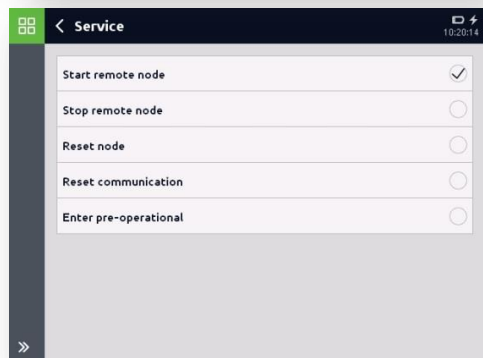 Service
10:20:14
Start remote node
Stop remote node
Reset node
Reset communication
Enter pre-operational